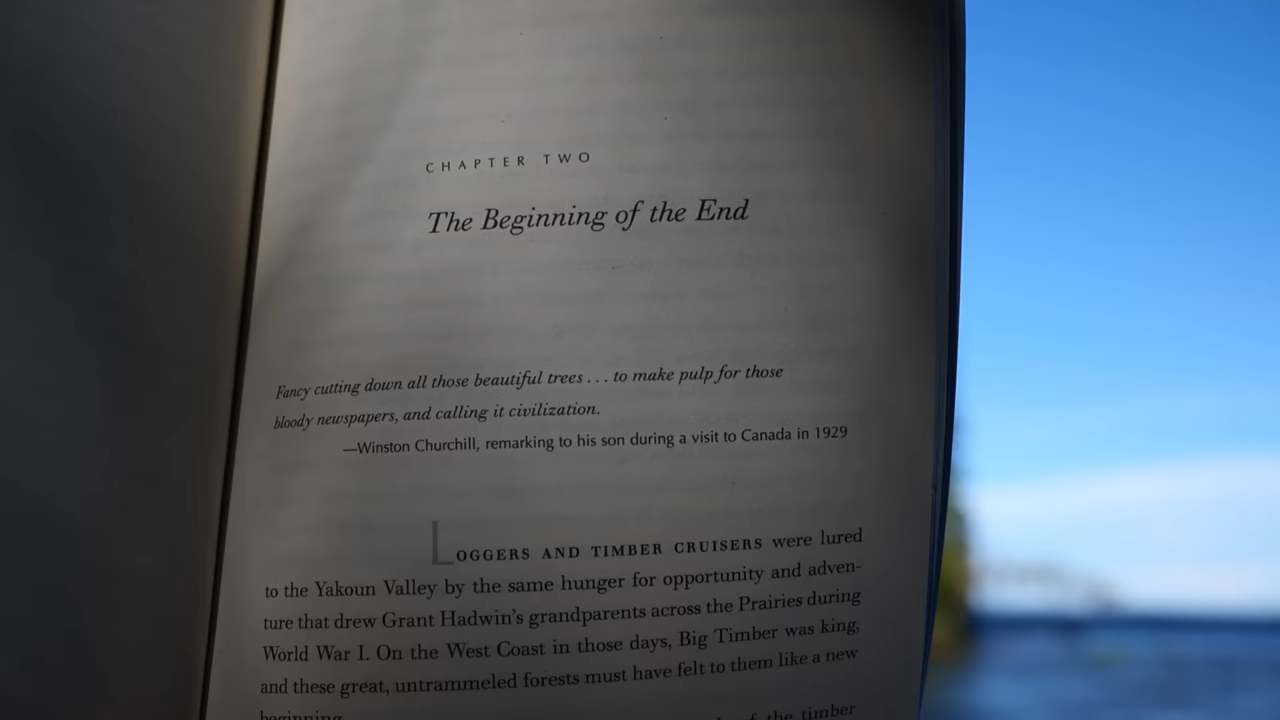 CHAPTER TWO
The Beginning of the End
Fancy cutting down all those beautiful trees . . . to make pulp for those
bloody newspapers, and calling it civilization.
—Winston Churchill, remarking to his son during a visit to Canada in 1929
LOGGERS AND TIMBER CRUISERS were lured
to the Yakoun Valley by the same hunger for opportunity and adven-
ture that drew Grant Hadwin’s grandparents across the Prairies during
World War I. On the West Coast in those days, Big Timber was king,
and these great, untrammeled forests must have felt to them like a new
beginning. of the timber